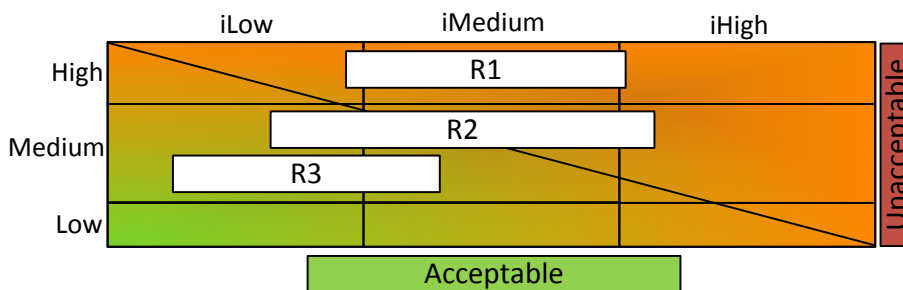 iLow iMedium iHigh
High R1
Medium R2
R3
Low
Unacceptable
Acceptable